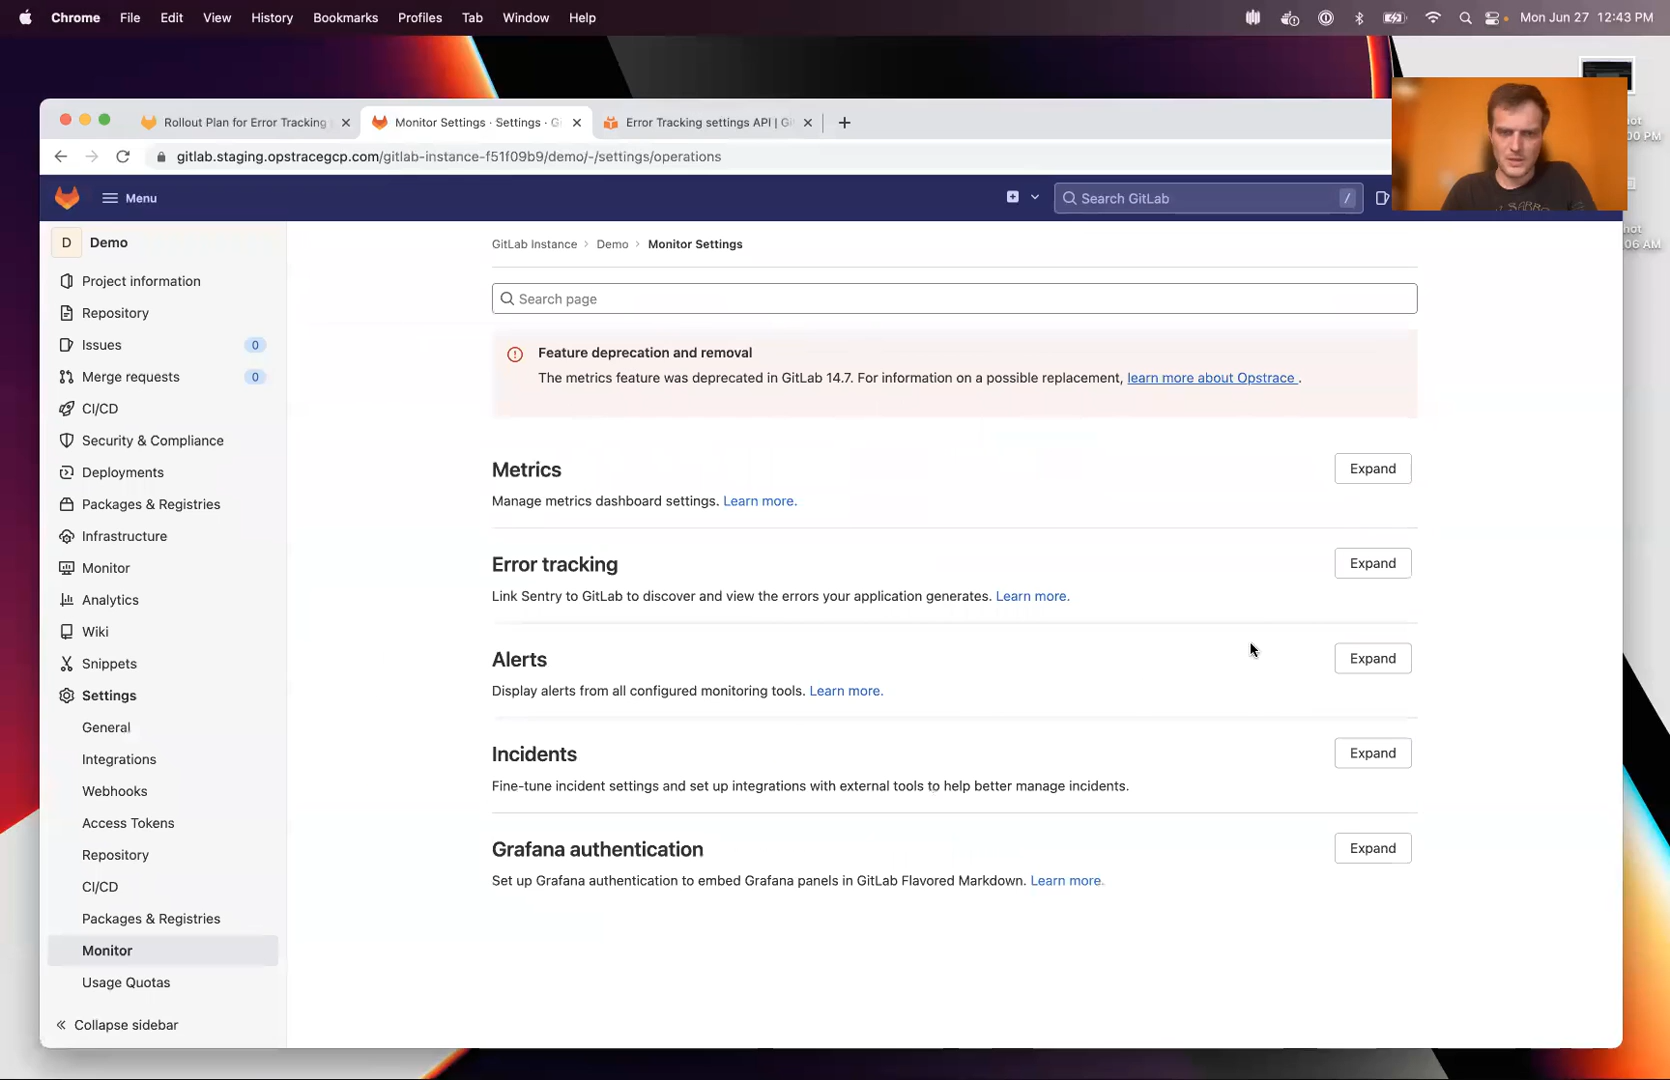 Chrome File Edit View History Bookmarks Profiles Tab Window Help Mon Jun 27 12:43 PM
Rollout Plan for Error Tracking
Monitor Settings · Settings · G
Error Tracking settings API | Git
gitlab.staging.opstracegcp.com/gitlab-instance-f51f09b9/demo/-/settings/operations
Menu
Search GitLab /
D Demo
Project information
Repository
Issues 0
Merge requests 0
CI/CD
Security & Compliance
Deployments
Packages & Registries
Infrastructure
Monitor
Analytics
Wiki
Snippets
Settings
General
Integrations
Webhooks
Access Tokens
Repository
CI/CD
Packages & Registries
Monitor
Usage Quotas
Collapse sidebar
GitLab Instance › Demo › Monitor Settings
Search page
Feature deprecation and removal
The metrics feature was deprecated in GitLab 14.7. For information on a possible replacement, learn more about Opstrace .
Metrics Expand
Manage metrics dashboard settings. Learn more.
Error tracking Expand
Link Sentry to GitLab to discover and view the errors your application generates. Learn more.
Alerts Expand
Display alerts from all configured monitoring tools. Learn more.
Incidents Expand
Fine-tune incident settings and set up integrations with external tools to help better manage incidents.
Grafana authentication Expand
Set up Grafana authentication to embed Grafana panels in GitLab Flavored Markdown. Learn more.